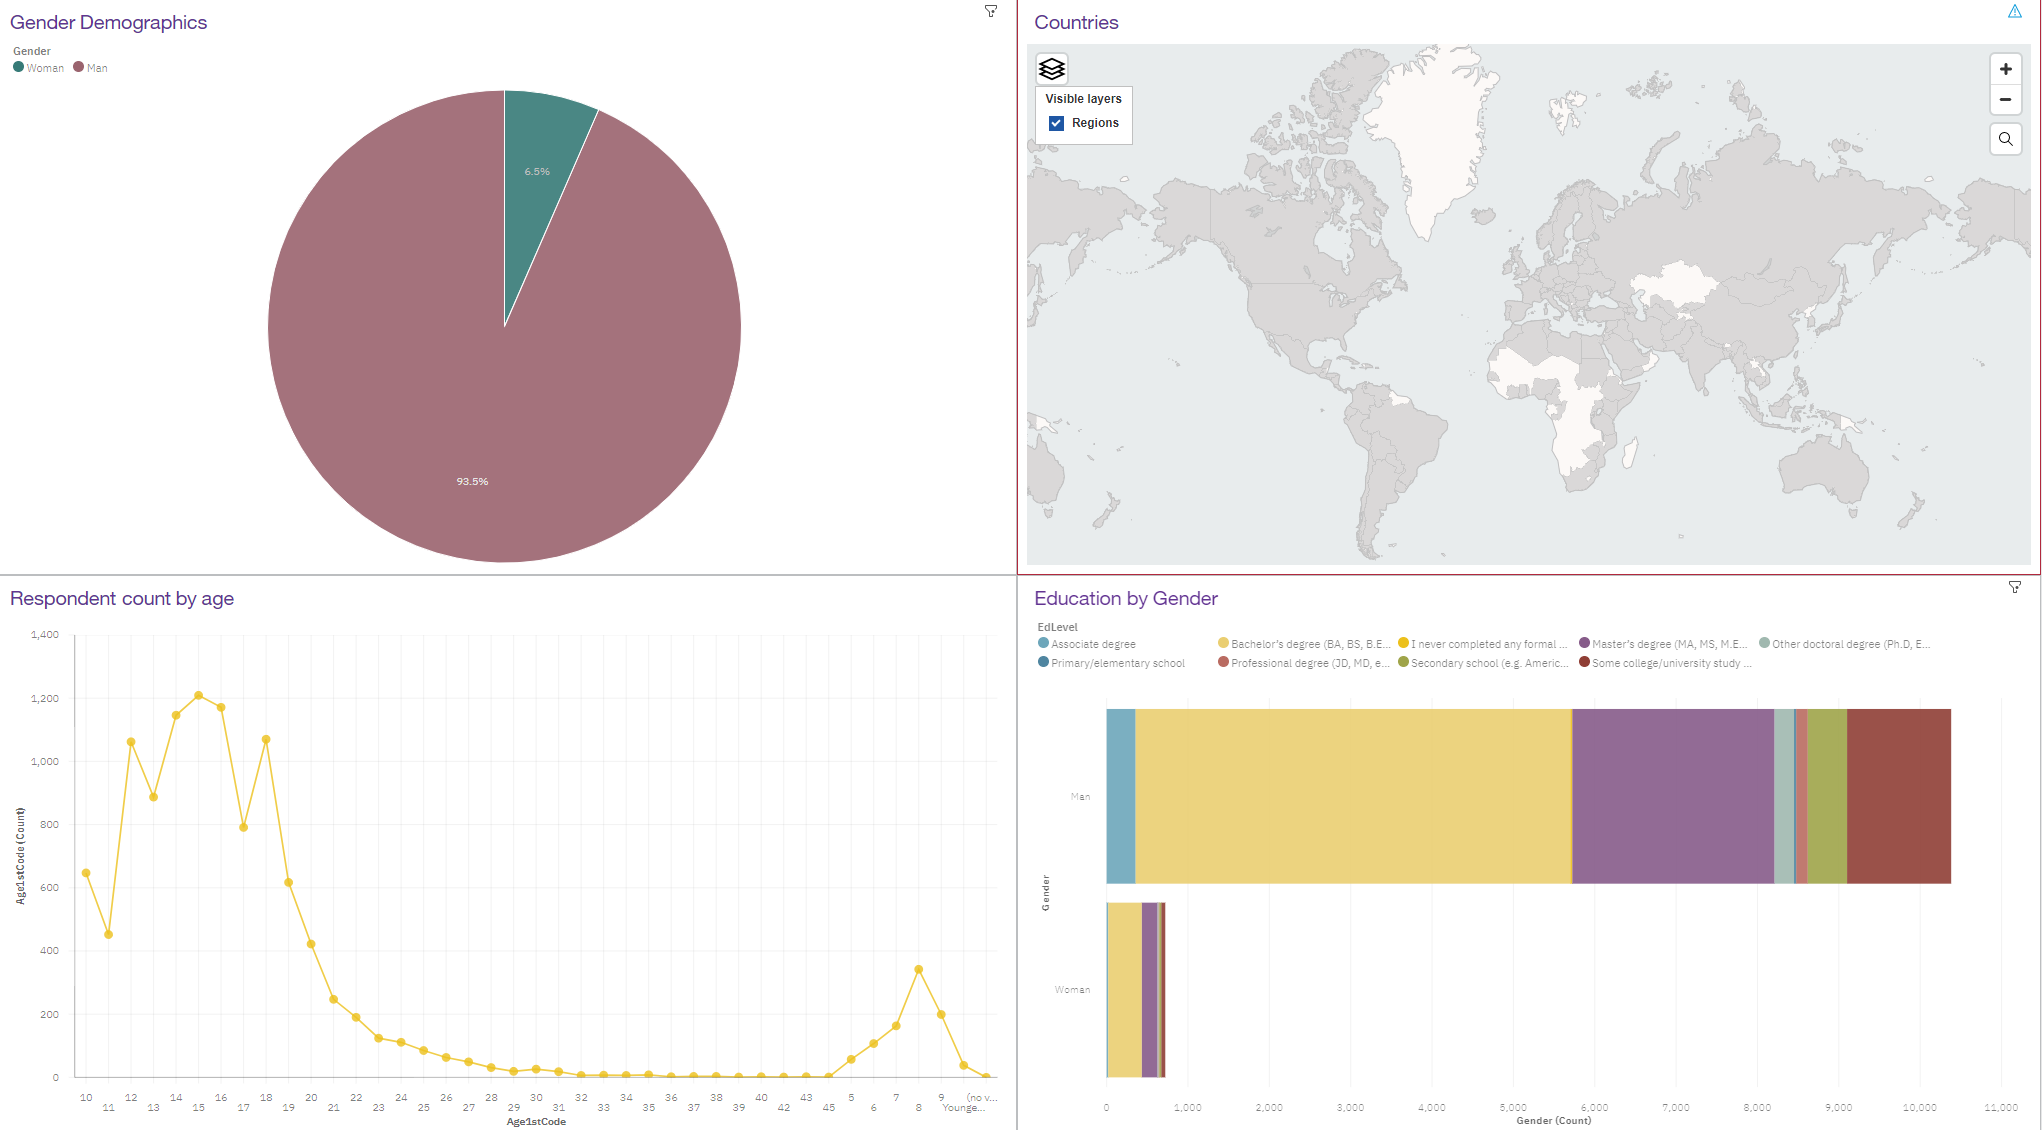 Gender Demographics
Gender
Woman Man
6.5%
93.5%
Countries
Visible layers
Regions
Respondent count by age
1,400
1,200
1,000
800
600
400
200
0
Age1stCode (Count)
10 12 14 16 18 20 22 24 26 28 30 32 34 36 38 40 43 5 7 9 (no v...
11 13 15 17 19 21 23 25 27 29 31 33 35 37 39 42 45 6 8 Younge...
Age1stCode
Education by Gender
EdLevel
Associate degree Bachelor's degree (BA, BS, B.E... I never completed any formal ... Master's degree (MA, MS, M.E... Other doctoral degree (Ph.D, E...
Primary/elementary school Professional degree (JD, MD, e... Secondary school (e.g. Americ... Some college/university study ...
Gender
Man
Woman
0 1,000 2,000 3,000 4,000 5,000 6,000 7,000 8,000 9,000 10,000 11,000
Gender (Count)